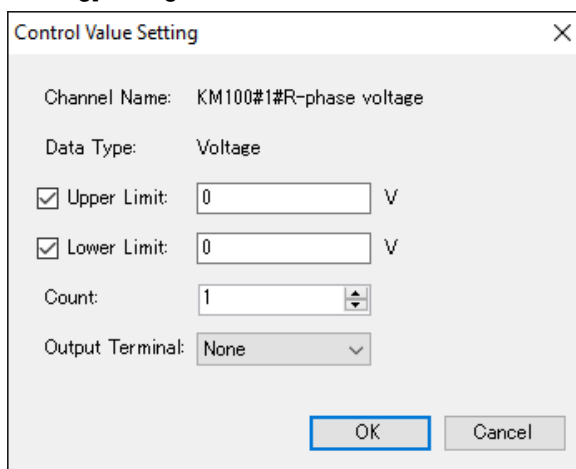 Control Value Setting
Channel Name: KM100#1#R-phase voltage
Data Type: Voltage
Upper Limit: 0 V
Lower Limit: 0 V
Count: 1
Output Terminal: None
OK Cancel